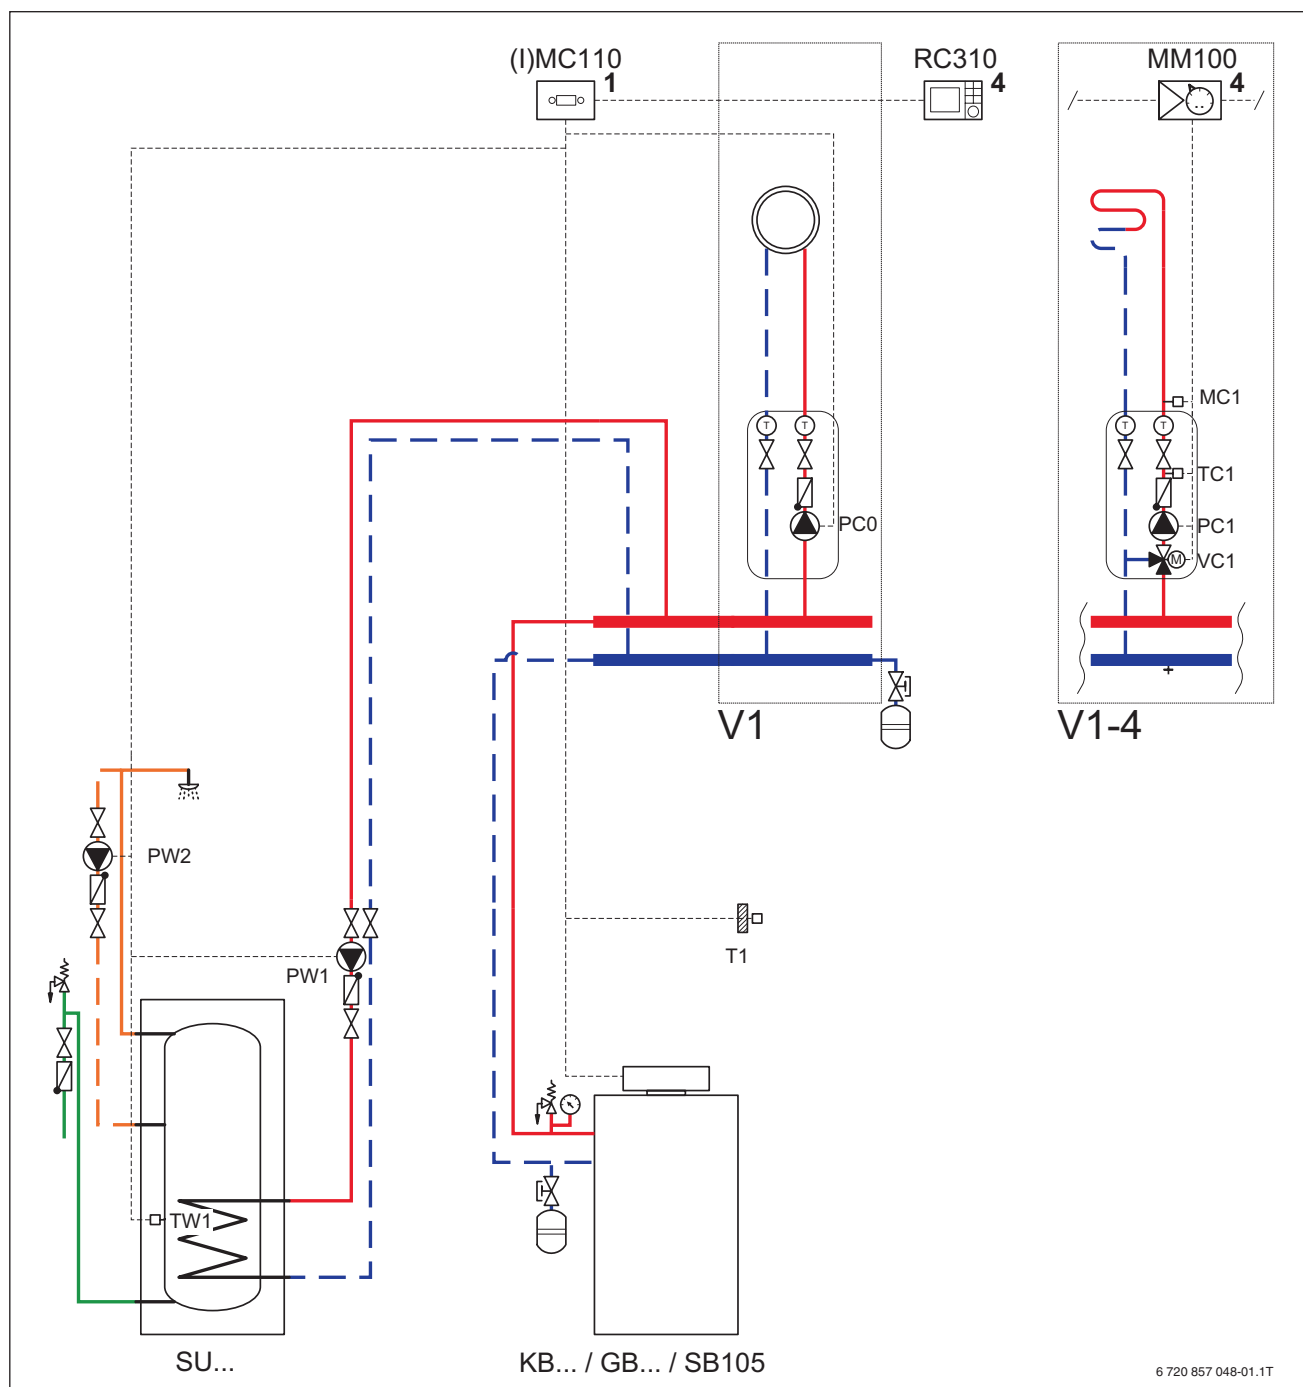 (I)MC110
1
RC310
4
MM100
4
MC1
T
T
T
T
TC1
PC0
PC1
M
VC1
V1
V1-4
PW2
T1
PW1
TW1
SU...
KB... / GB... / SB105
6 720 857 048-01.1T